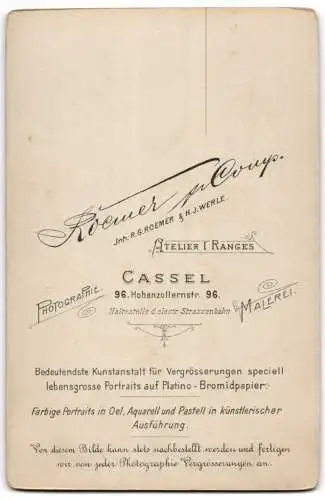 Roemer u. Comp.
Jnh: R.G. ROEMER & H.J. WERLE.
ATELIER I RANGES
CASSEL
PHOTOGRAPHIE.
96. Hohenzollernstr. 96.
MALEREI.
Haltestelle d. electr. Strassenbahn
Bedeutendste Kunstanstalt für Vergrösserungen speciell
lebensgrosse Portraits auf Platino-Bromidpapier.
Farbige Portraits in Oel, Aquarell und Pastell in künstlerischer
Ausführung.
Von diesem Bilde kann stets nachbestellt werden und fertigen
wir von jeder Photographie Vergrösserungen an.